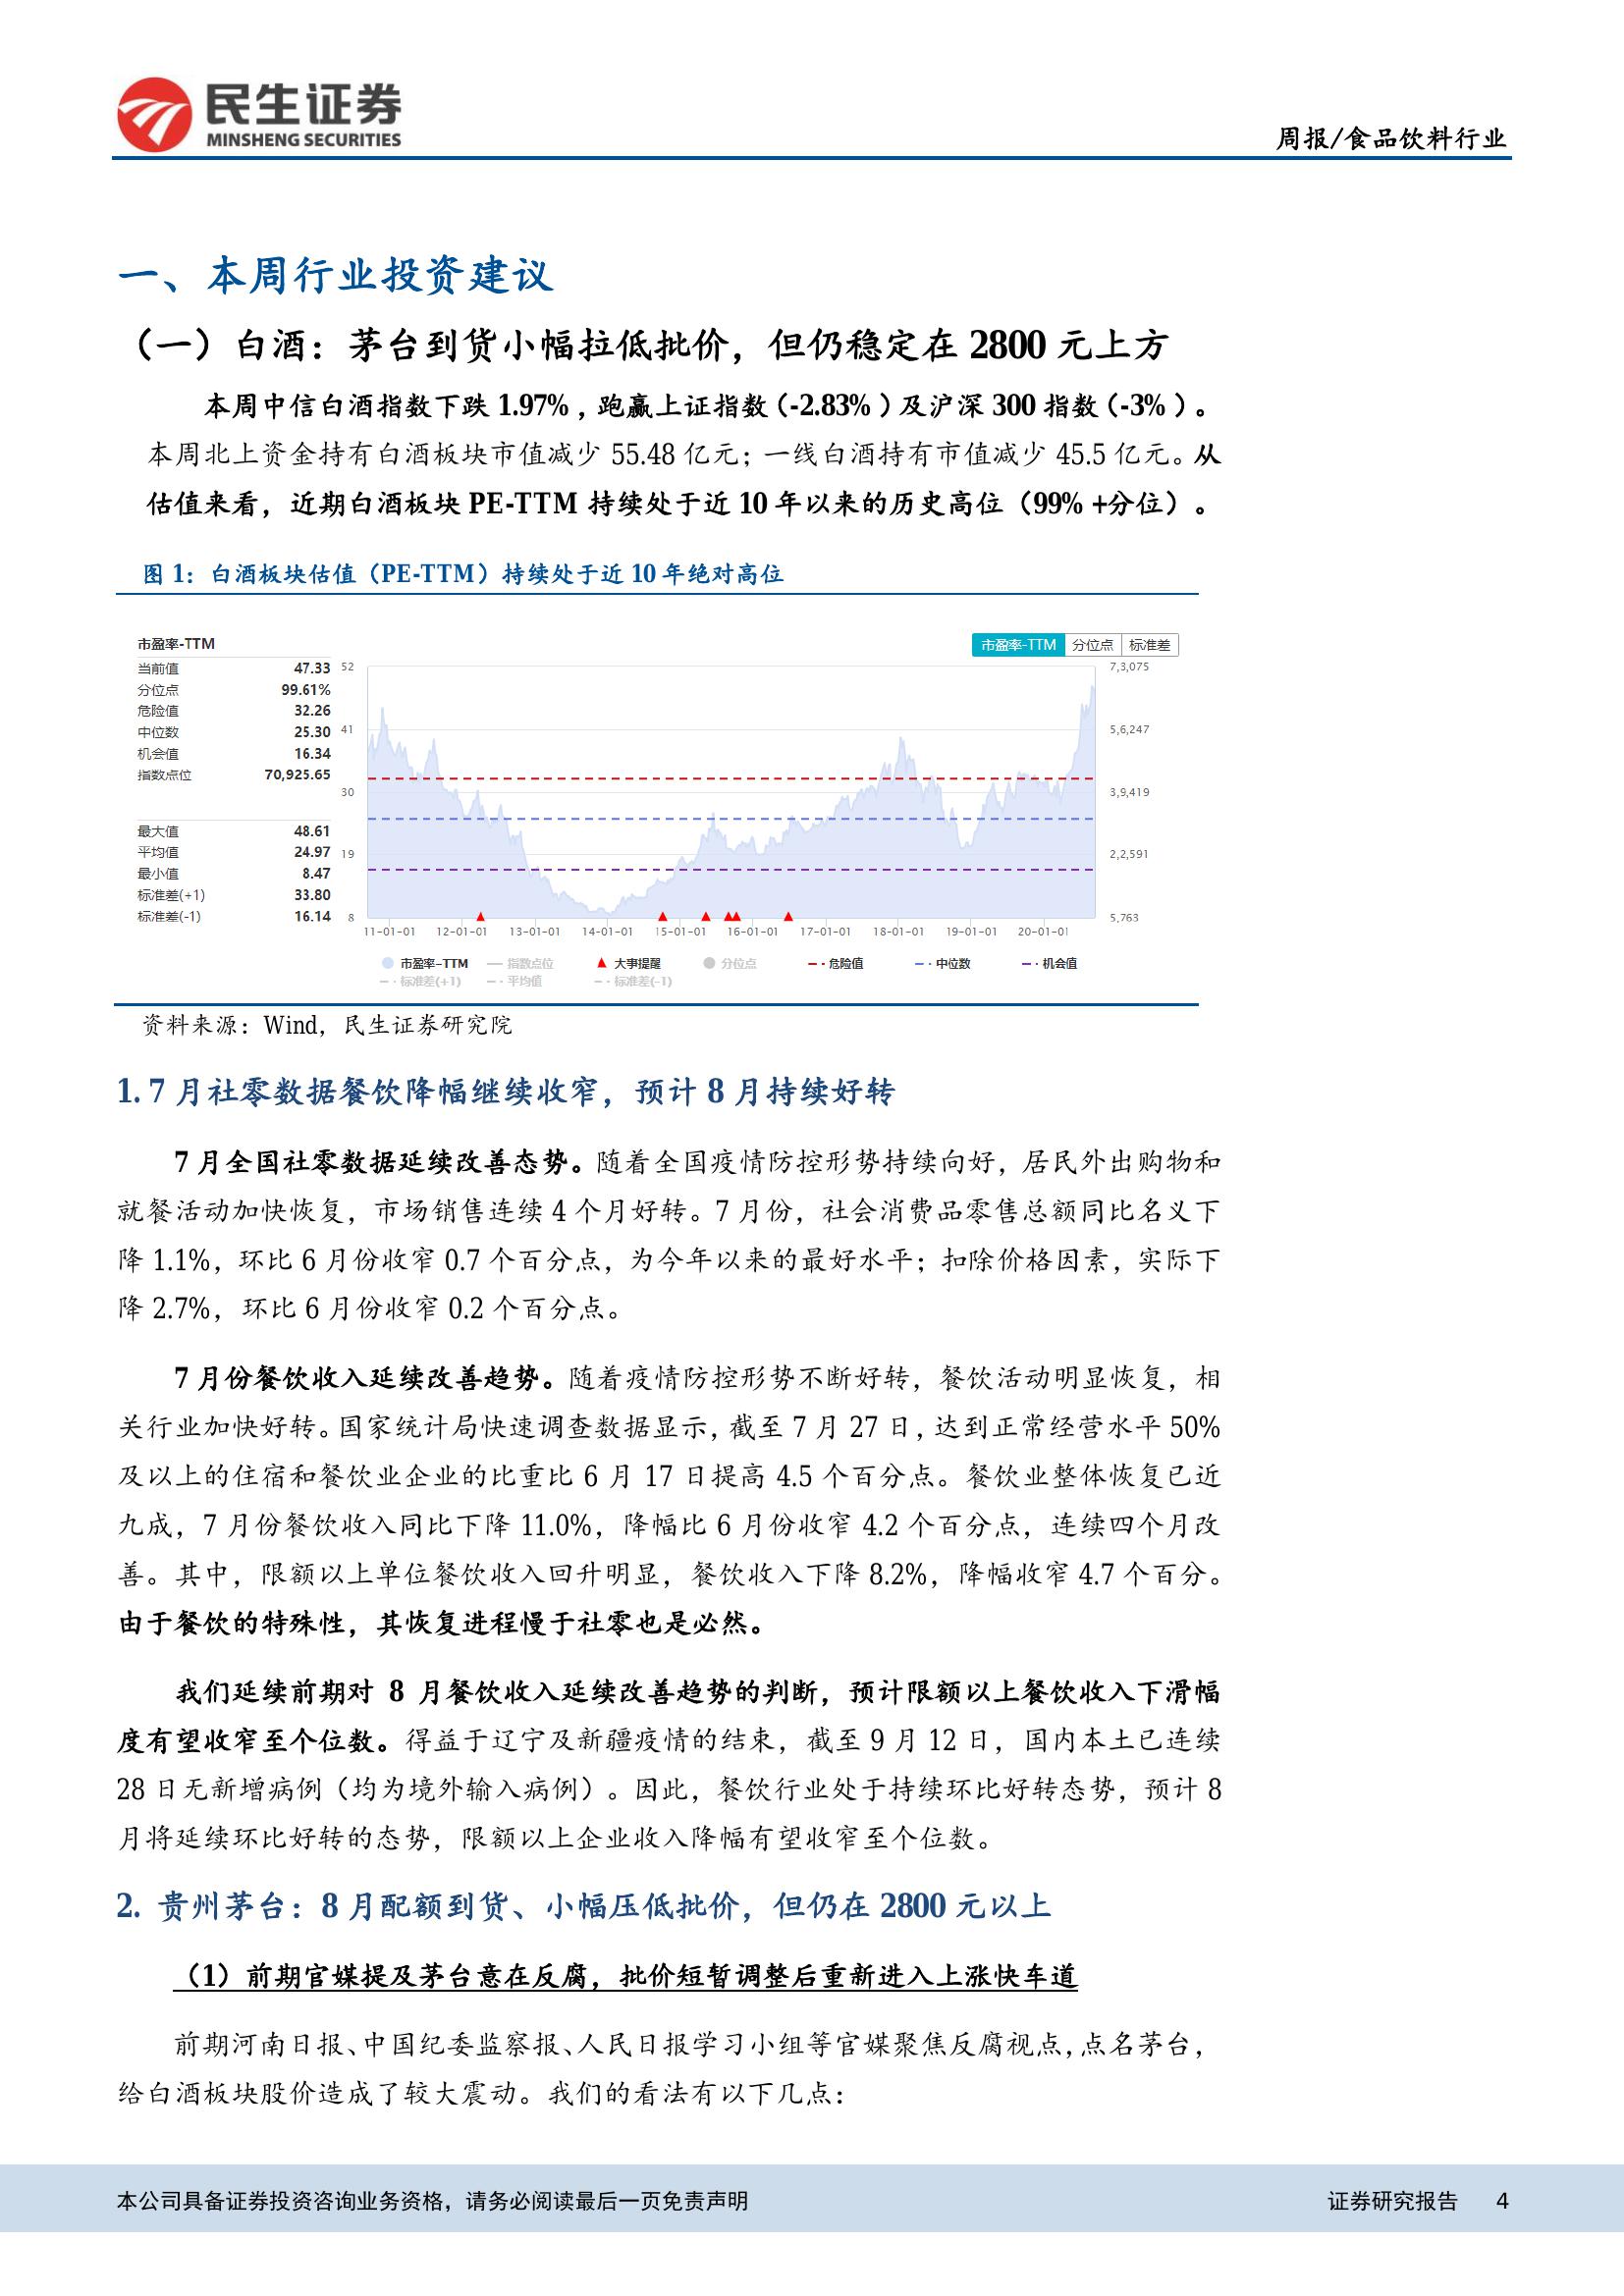 民生证券
MINSHENG SECURITIES
周报/食品饮料行业
一、本周行业投资建议
（一）白酒：茅台到货小幅拉低批价，但仍稳定在 2800 元上方
本周中信白酒指数下跌 1.97%，跑赢上证指数（-2.83%）及沪深 300 指数（-3%）。
本周北上资金持有白酒板块市值减少 55.48 亿元；一线白酒持有市值减少 45.5 亿元。从
估值来看，近期白酒板块 PE-TTM 持续处于近 10 年以来的历史高位（99%+分位）。
图 1：白酒板块估值（PE-TTM）持续处于近 10 年绝对高位
市盈率-TTM
当前值 47.33
分位点 99.61%
危险值 32.26
中位数 25.30
机会值 16.34
指数点位 70,925.65
最大值 48.61
平均值 24.97
最小值 8.47
标准差(+1) 33.80
标准差(-1) 16.14
市盈率-TTM 分位点 标准差
52 7,3,075
41 5,6,247
30 3,9,419
19 2,2,591
8 5,763
11-01-01 12-01-01 13-01-01 14-01-01 15-01-01 16-01-01 17-01-01 18-01-01 19-01-01 20-01-01
市盈率-TTM 指数点位 大事提醒 分位点 危险值 中位数 机会值
标准差(+1) 平均值 标准差(-1)
资料来源：Wind，民生证券研究院
1. 7 月社零数据餐饮降幅继续收窄，预计 8 月持续好转
7 月全国社零数据延续改善态势。随着全国疫情防控形势持续向好，居民外出购物和
就餐活动加快恢复，市场销售连续 4 个月好转。7 月份，社会消费品零售总额同比名义下
降 1.1%，环比 6 月份收窄 0.7 个百分点，为今年以来的最好水平；扣除价格因素，实际下
降 2.7%，环比 6 月份收窄 0.2 个百分点。
7 月份餐饮收入延续改善趋势。随着疫情防控形势不断好转，餐饮活动明显恢复，相
关行业加快好转。国家统计局快速调查数据显示，截至 7 月 27 日，达到正常经营水平 50%
及以上的住宿和餐饮业企业的比重比 6 月 17 日提高 4.5 个百分点。餐饮业整体恢复已近
九成，7 月份餐饮收入同比下降 11.0%，降幅比 6 月份收窄 4.2 个百分点，连续四个月改
善。其中，限额以上单位餐饮收入回升明显，餐饮收入下降 8.2%，降幅收窄 4.7 个百分。
由于餐饮的特殊性，其恢复进程慢于社零也是必然。
我们延续前期对 8 月餐饮收入延续改善趋势的判断，预计限额以上餐饮收入下滑幅
度有望收窄至个位数。得益于辽宁及新疆疫情的结束，截至 9 月 12 日，国内本土已连续
28 日无新增病例（均为境外输入病例）。因此，餐饮行业处于持续环比好转态势，预计 8
月将延续环比好转的态势，限额以上企业收入降幅有望收窄至个位数。
2. 贵州茅台：8 月配额到货、小幅压低批价，但仍在 2800 元以上
（1）前期官媒提及茅台意在反腐，批价短暂调整后重新进入上涨快车道
前期河南日报、中国纪委监察报、人民日报学习小组等官媒聚焦反腐视点，点名茅台，
给白酒板块股价造成了较大震动。我们的看法有以下几点：
本公司具备证券投资咨询业务资格，请务必阅读最后一页免责声明
证券研究报告 4